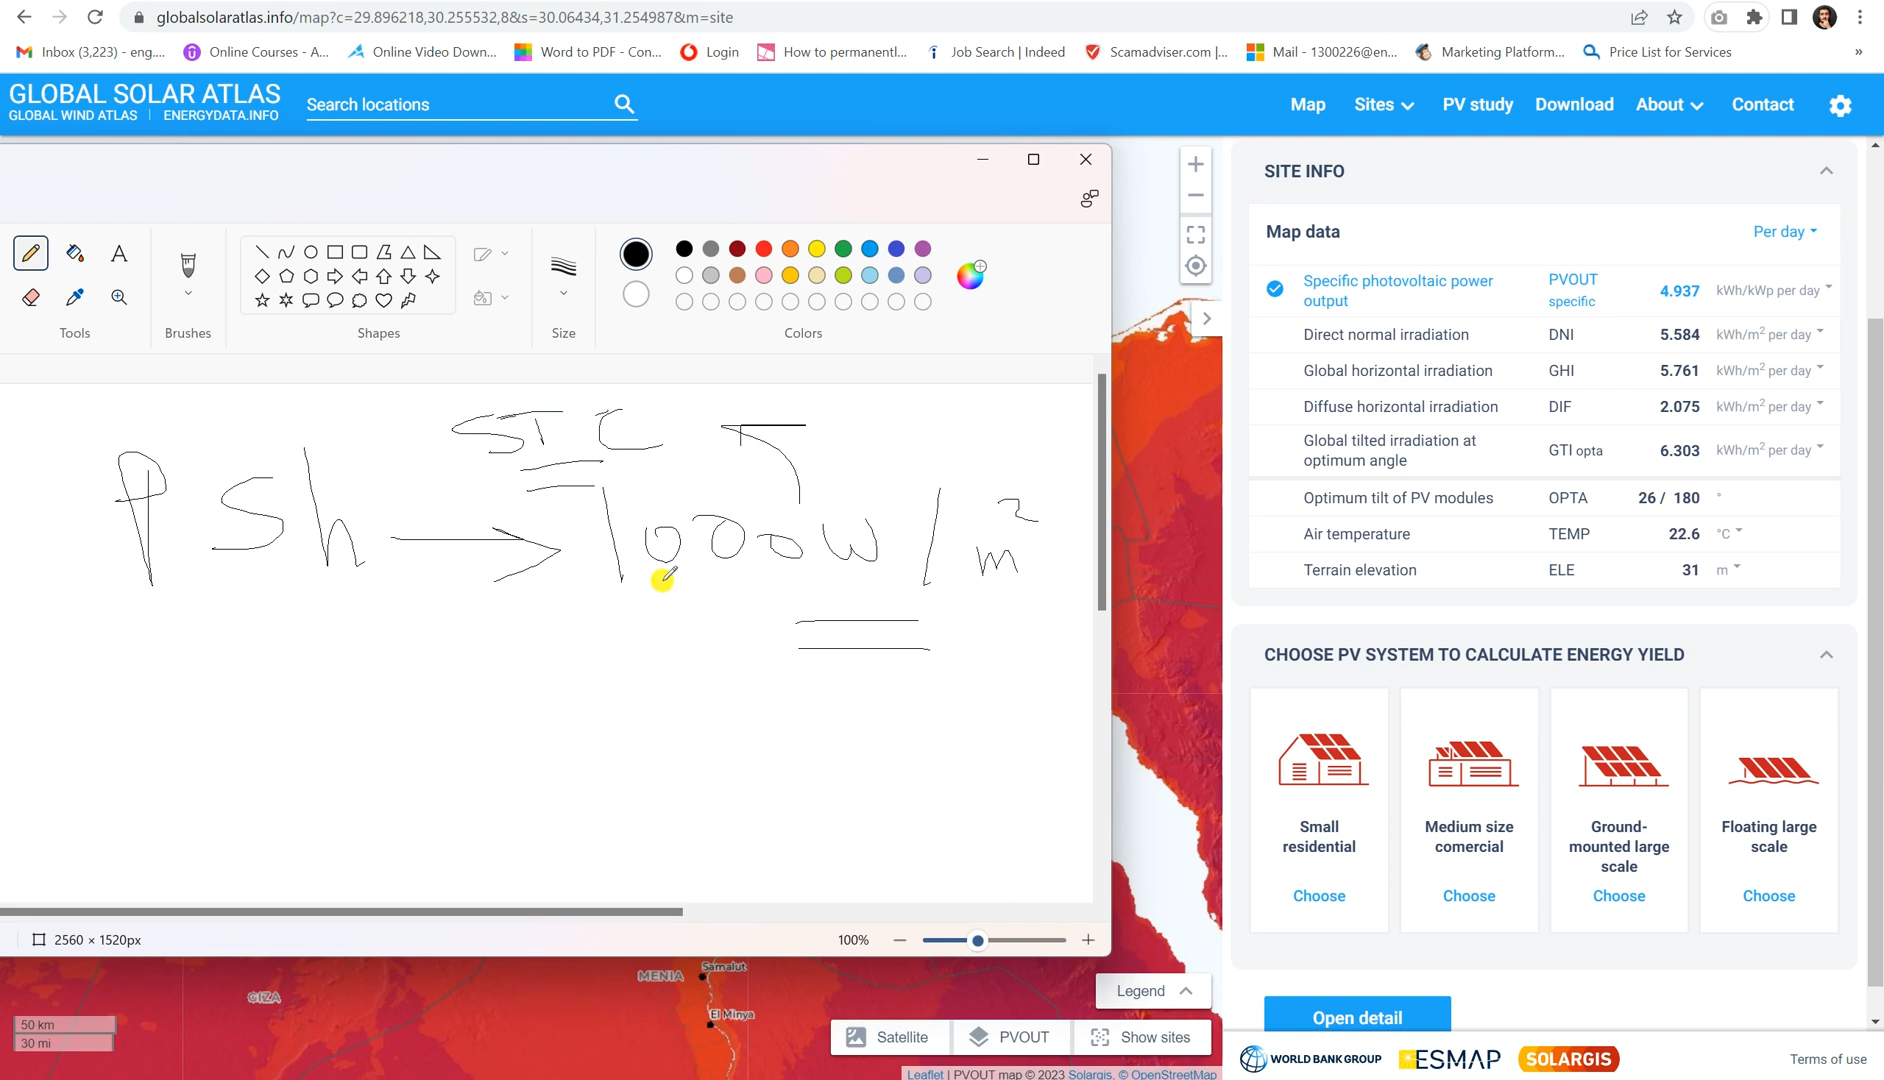 globalsolaratlas.info/map?c=29.896218,30.255532,8&s=30.06434,31.254987&m=site
Inbox (3,223) - eng.... Online Courses - A... Online Video Down... Word to PDF - Con... Login How to permanentl... Job Search | Indeed Scamadviser.com |... Mail - 1300226@en... Marketing Platform... Price List for Services »
GLOBAL SOLAR ATLAS
GLOBAL WIND ATLAS | ENERGYDATA.INFO
Search locations
Map Sites PV study Download About Contact
Tools Brushes Shapes Size Colors
STC
Psh → 1000w/m²
2560 × 1520px
100%
SITE INFO
Map data Per day
Specific photovoltaic power output PVOUT specific 4.937 kWh/kWp per day
Direct normal irradiation DNI 5.584 kWh/m² per day
Global horizontal irradiation GHI 5.761 kWh/m² per day
Diffuse horizontal irradiation DIF 2.075 kWh/m² per day
Global tilted irradiation at optimum angle GTI opta 6.303 kWh/m² per day
Optimum tilt of PV modules OPTA 26 / 180 °
Air temperature TEMP 22.6 °C
Terrain elevation ELE 31 m
CHOOSE PV SYSTEM TO CALCULATE ENERGY YIELD
Small residential
Choose
Medium size comercial
Choose
Ground-mounted large scale
Choose
Floating large scale
Choose
Open detail
GIZA
MENIA
Samalut
El Minya
50 km
30 mi
Legend
Satellite PVOUT Show sites
Leaflet | PVOUT map © 2023 Solargis, © OpenStreetMap
WORLD BANK GROUP ESMAP SOLARGIS
Terms of use